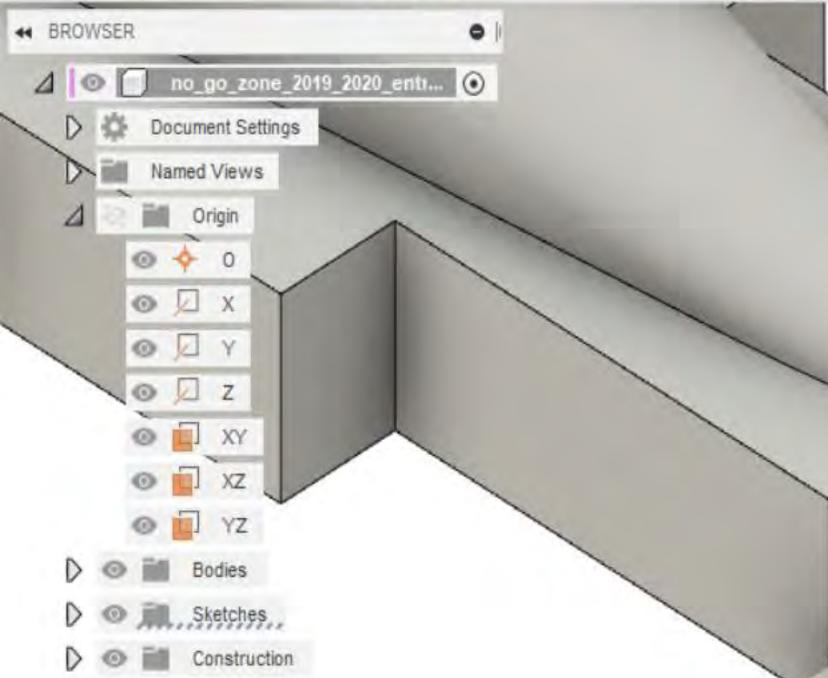 BROWSER
no_go_zone_2019_2020_entr...
Document Settings
Named Views
Origin
O
X
Y
Z
XY
XZ
YZ
Bodies
Sketches
Construction